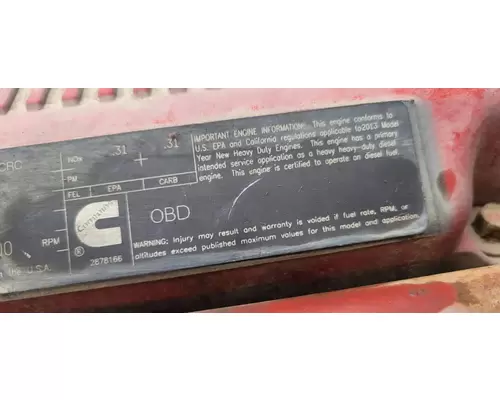 CRC
NOx
.31
.31
PM
FEL
EPA
CARB
IMPORTANT ENGINE INFORMATION: This engine conforms to
U.S. EPA and California regulations applicable to2013 Model
Year New Heavy Duty Engines. This engine has a primary
intended service application as a heavy heavy-duty diesel
engine. This engine is certified to operate on diesel fuel.
RPM
Cummins
®
2878166
OBD
WARNING: Injury may result and warranty is voided if fuel rate, RPM, or
altitudes exceed published maximum values for this model and application.
the U.S.A.